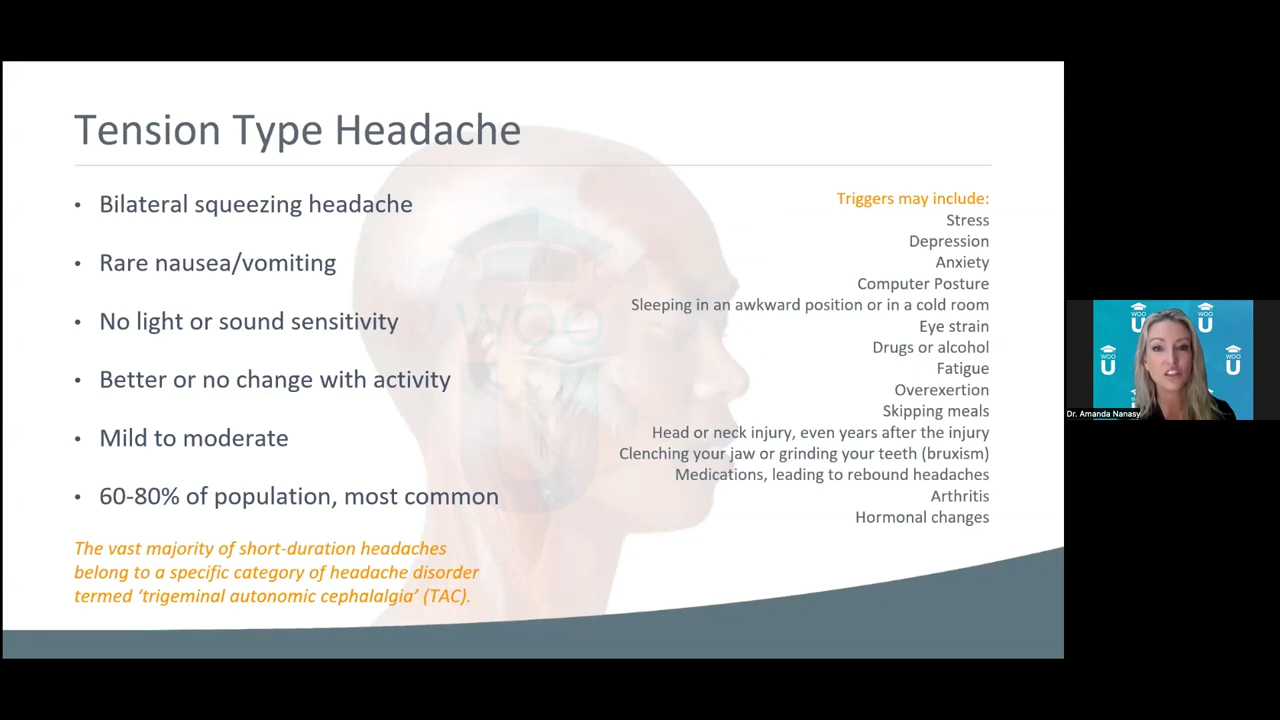 Tension Type Headache
• Bilateral squeezing headache
• Rare nausea/vomiting
• No light or sound sensitivity
• Better or no change with activity
• Mild to moderate
• 60-80% of population, most common
The vast majority of short-duration headaches
belong to a specific category of headache disorder
termed ‘trigeminal autonomic cephalalgia’ (TAC).
Triggers may include:
Stress
Depression
Anxiety
Computer Posture
Sleeping in an awkward position or in a cold room
Eye strain
Drugs or alcohol
Fatigue
Overexertion
Skipping meals
Head or neck injury, even years after the injury
Clenching your jaw or grinding your teeth (bruxism)
Medications, leading to rebound headaches
Arthritis
Hormonal changes
WOO
U
WOO
U
WOO
U
WOO
U
WOO
U
Dr. Amanda Nanasy